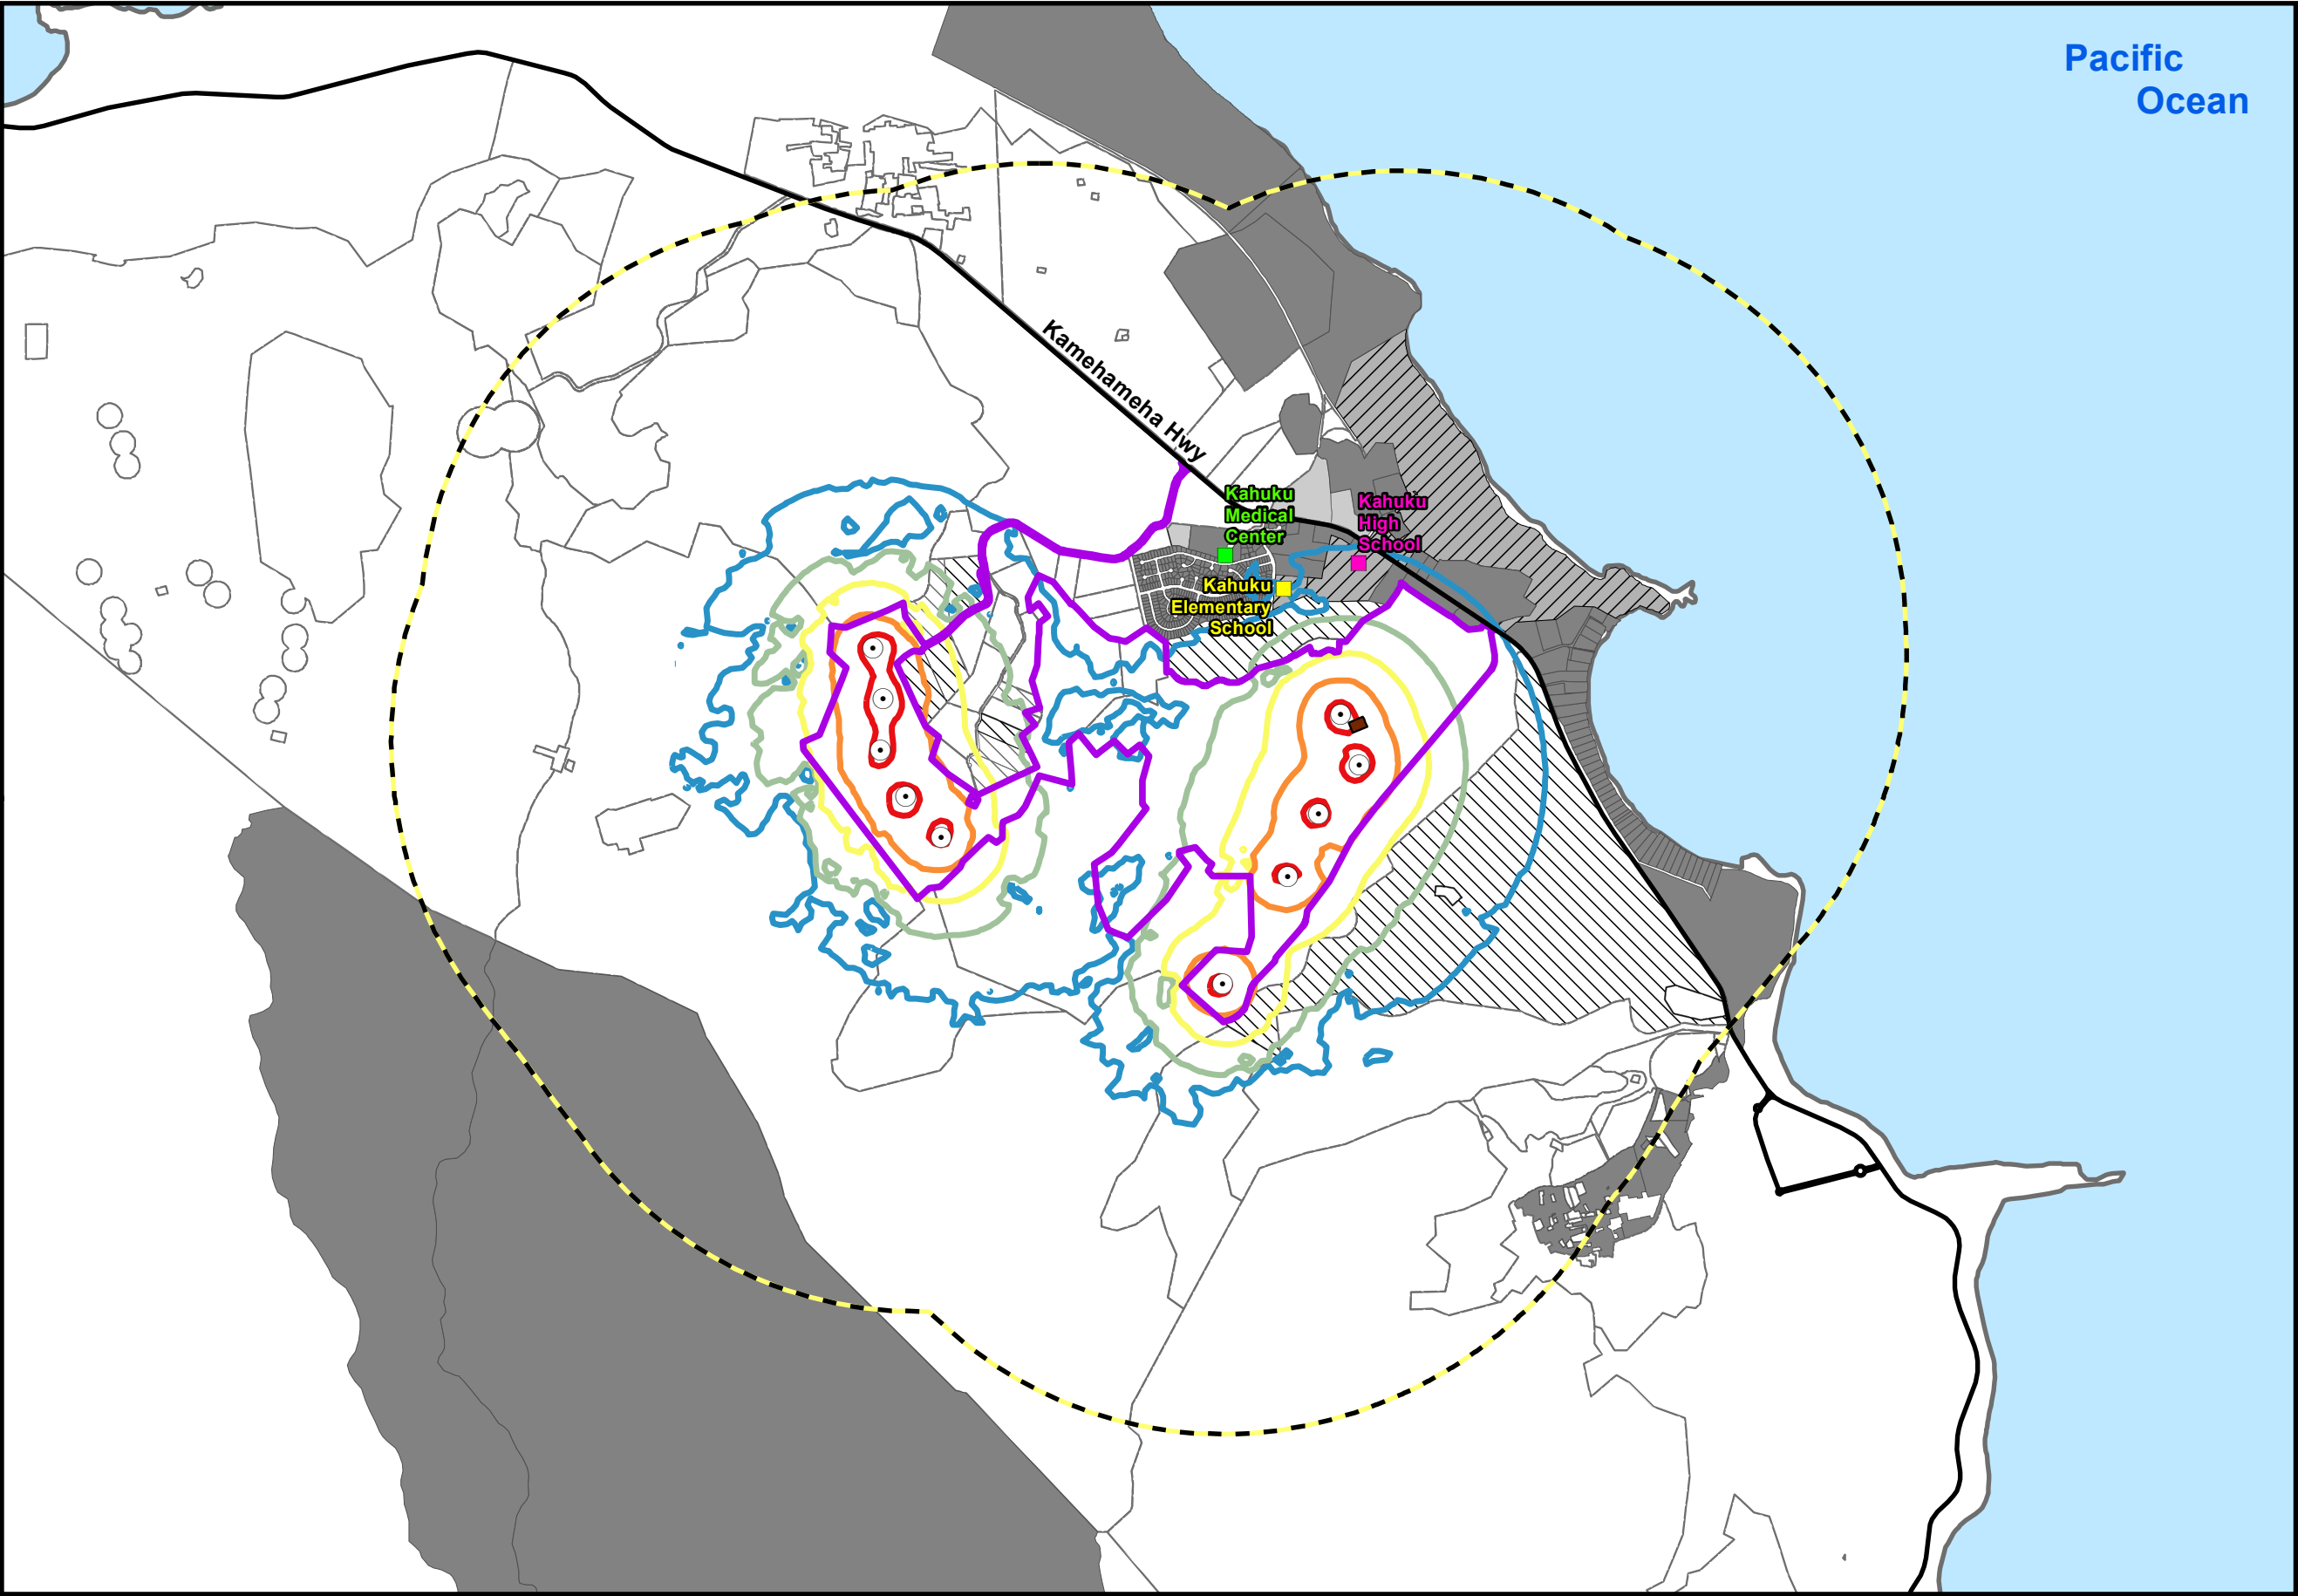 Pacific
Ocean
Kamehameha Hwy
Kahuku
Medical
Center
Kahuku
High
School
Kahuku
Elementary
School